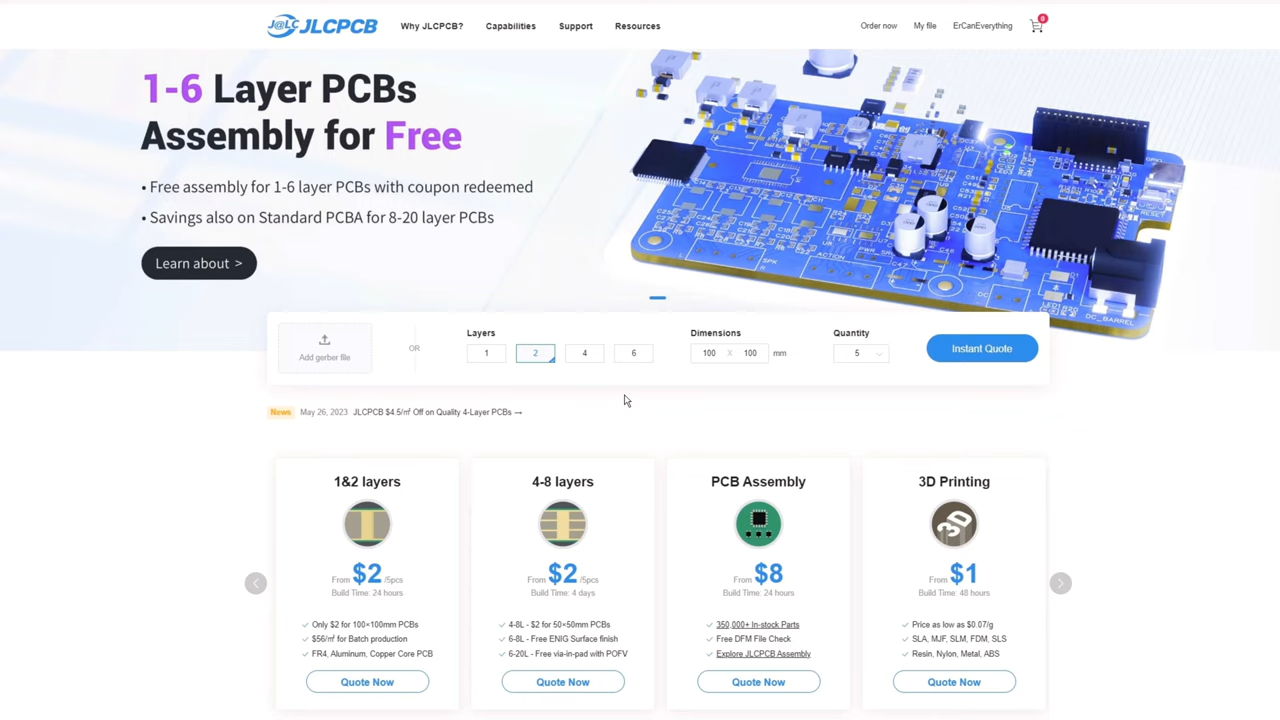 J@LC JLCPCB
Why JLCPCB?
Capabilities
Support
Resources
Order now
My file
ErCanEverything
0
1-6 Layer PCBs
Assembly for Free
• Free assembly for 1-6 layer PCBs with coupon redeemed
• Savings also on Standard PCBA for 8-20 layer PCBs
Learn about >
SPK
ACTION
PWR
RESET
DC_BARREL
Add gerber file
OR
Layers
1
2
4
6
Dimensions
100 X 100 mm
Quantity
5
Instant Quote
News May 26, 2023 JLCPCB $4.5/㎡ Off on Quality 4-Layer PCBs →
1&2 layers
From $2 /5pcs
Build Time: 24 hours
Only $2 for 100×100mm PCBs
$56/㎡ for Batch production
FR4, Aluminum, Copper Core PCB
Quote Now
4-8 layers
From $2 /5pcs
Build Time: 4 days
4-8L - $2 for 50×50mm PCBs
6-8L - Free ENIG Surface finish
6-20L - Free via-in-pad with POFV
Quote Now
PCB Assembly
From $8
Build Time: 24 hours
350,000+ In-stock Parts
Free DFM File Check
Explore JLCPCB Assembly
Quote Now
3D Printing
3D
From $1
Build Time: 48 hours
Price as low as $0.07/g
SLA, MJF, SLM, FDM, SLS
Resin, Nylon, Metal, ABS
Quote Now